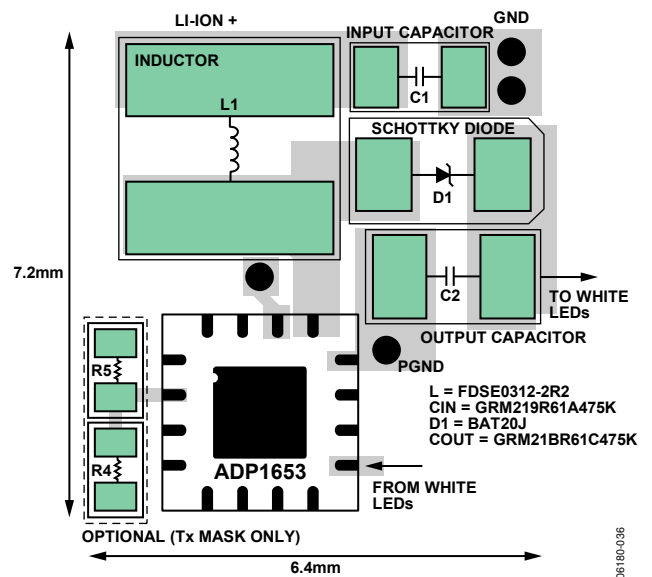 LI-ION +
GND
INPUT CAPACITOR
INDUCTOR
C1
L1
SCHOTTKY DIODE
D1
7.2mm
C2
TO WHITE
LEDs
OUTPUT CAPACITOR
PGND
R5
L = FDSE0312-2R2
CIN = GRM219R61A475K
D1 = BAT20J
COUT = GRM21BR61C475K
R4
ADP1653
FROM WHITE
LEDs
OPTIONAL (Tx MASK ONLY)
6.4mm
06180-036